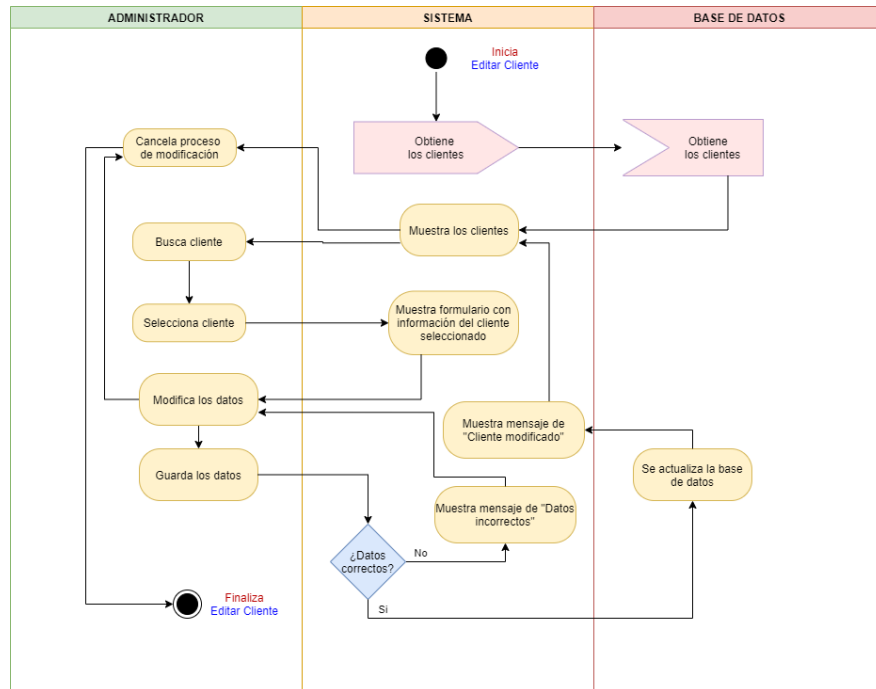 ADMINISTRADOR
SISTEMA
BASE DE DATOS
Inicia
Editar Cliente
Cancela proceso
de modificación
Obtiene
los clientes
Obtiene
los clientes
Muestra los clientes
Busca cliente
Selecciona cliente
Muestra formulario con
información del cliente
seleccionado
Modifica los datos
Muestra mensaje de
"Cliente modificado"
Guarda los datos
Se actualiza la base
de datos
Muestra mensaje de "Datos
incorrectos"
¿Datos
correctos?
No
Si
Finaliza
Editar Cliente